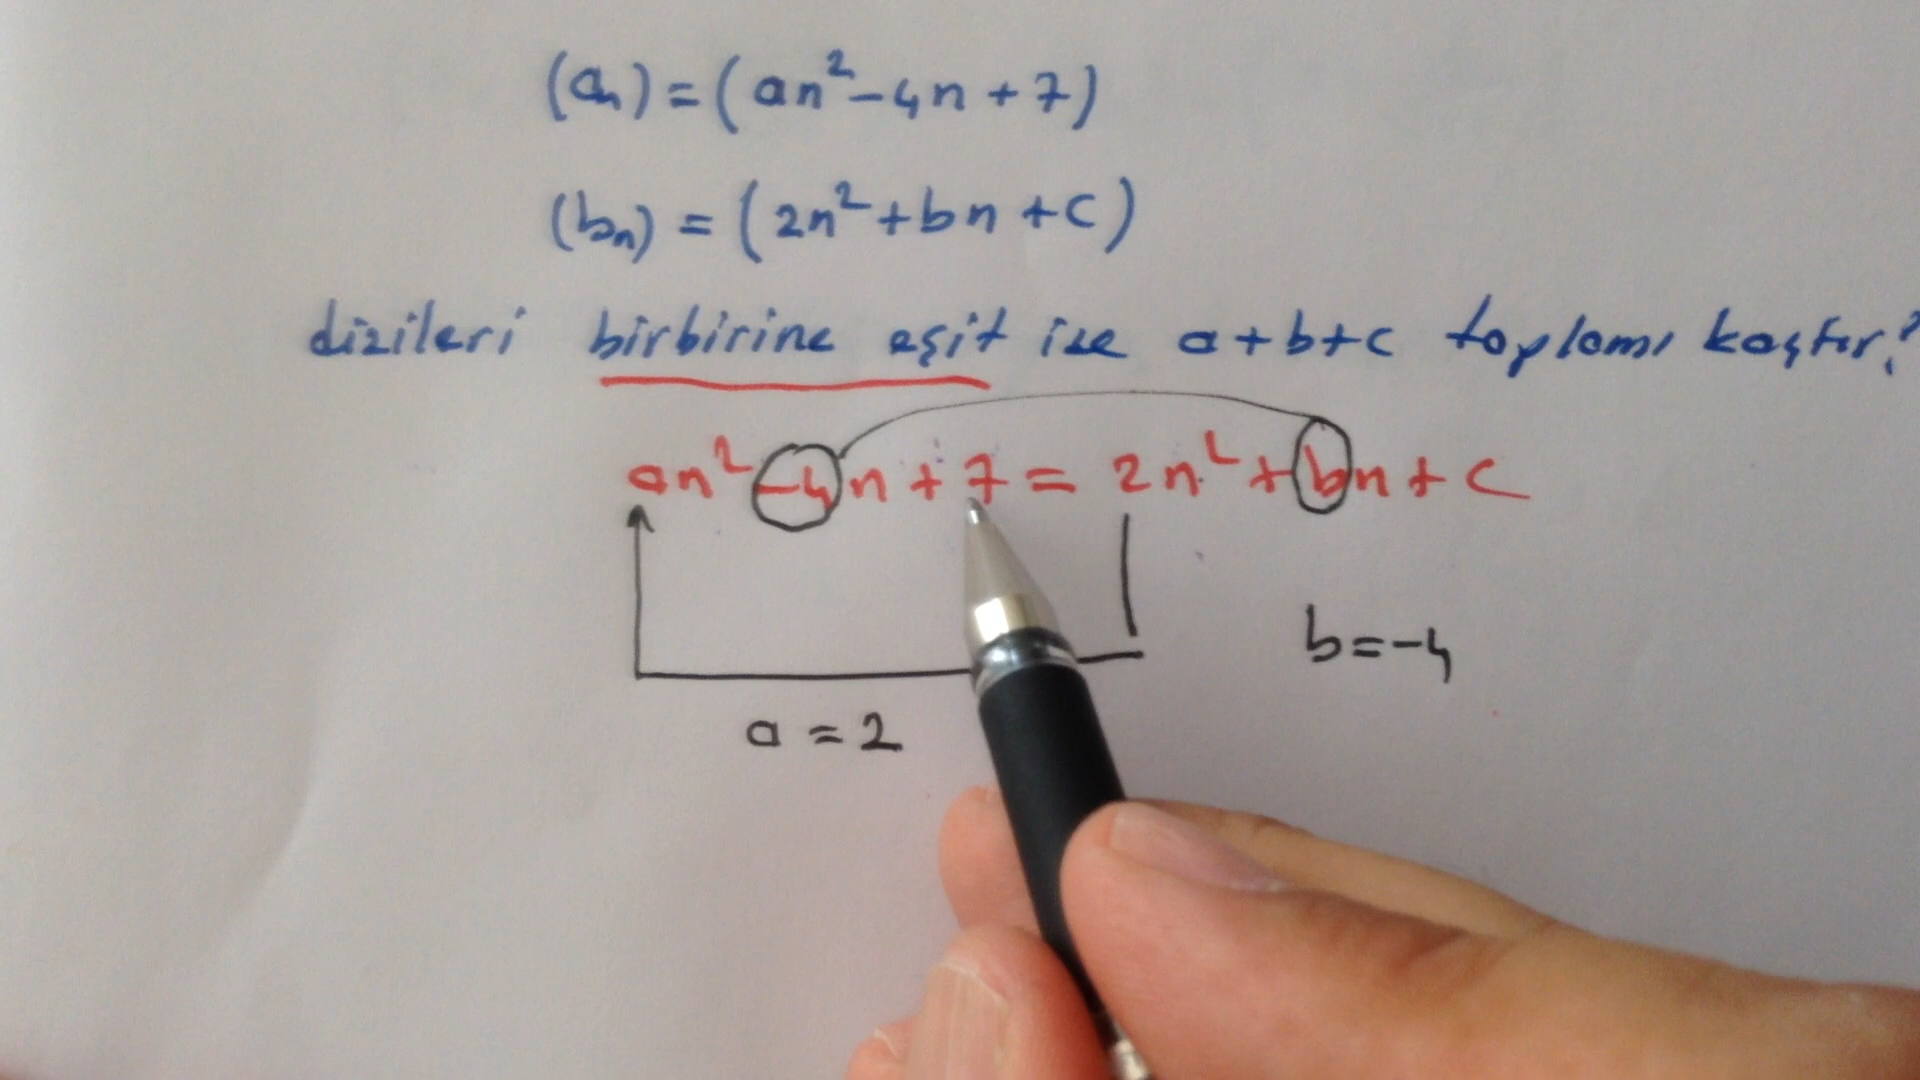 (aₙ) = (an² - 4n + 7)
(bₙ) = (2n² + bn + c)
dizileri birbirine eşit ise a+b+c toplamı kaçtır?
an² - 4n + 7 = 2n² + bn + c
b = -4
a = 2